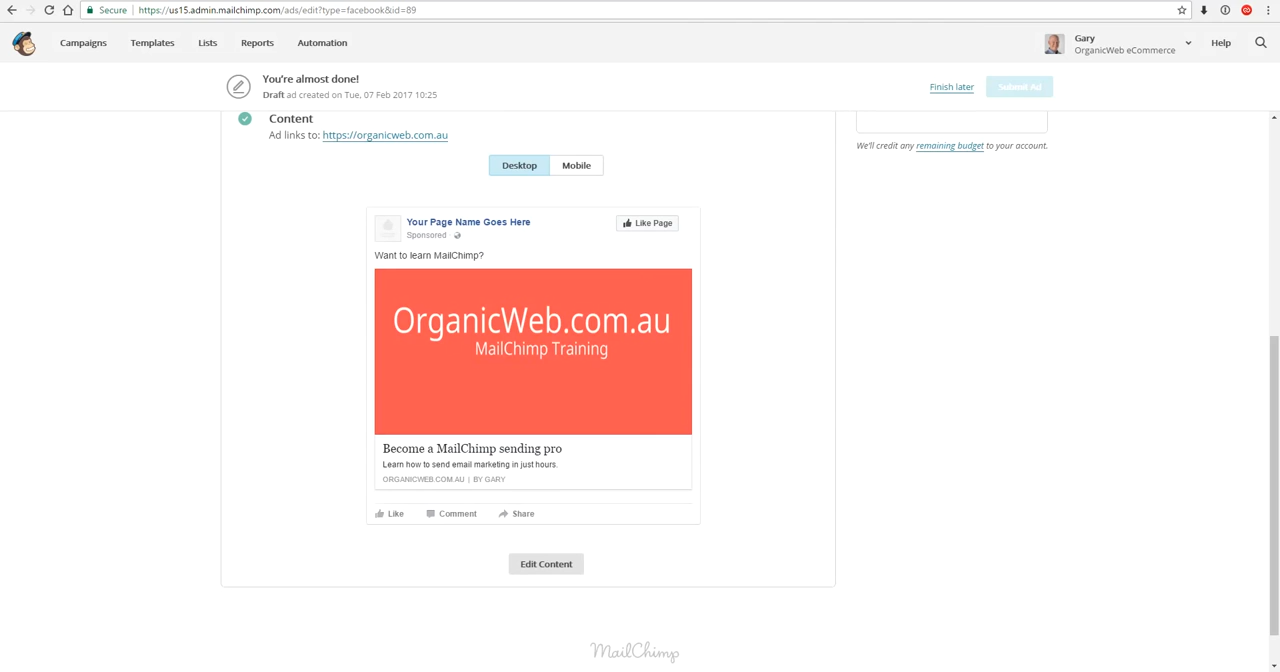 Secure
https://us15.admin.mailchimp.com/ads/edit?type=facebook&id=89
Campaigns
Templates
Lists
Reports
Automation
Gary
OrganicWeb eCommerce
Help
You're almost done!
Draft ad created on Tue, 07 Feb 2017 10:25
Finish later
Submit Ad
Content
Ad links to: https://organicweb.com.au
We'll credit any remaining budget to your account.
Desktop
Mobile
Your Page Name Goes Here
Like Page
Sponsored
Want to learn MailChimp?
OrganicWeb.com.au
MailChimp Training
Become a MailChimp sending pro
Learn how to send email marketing in just hours.
ORGANICWEB.COM.AU | BY GARY
Like
Comment
Share
Edit Content
MailChimp